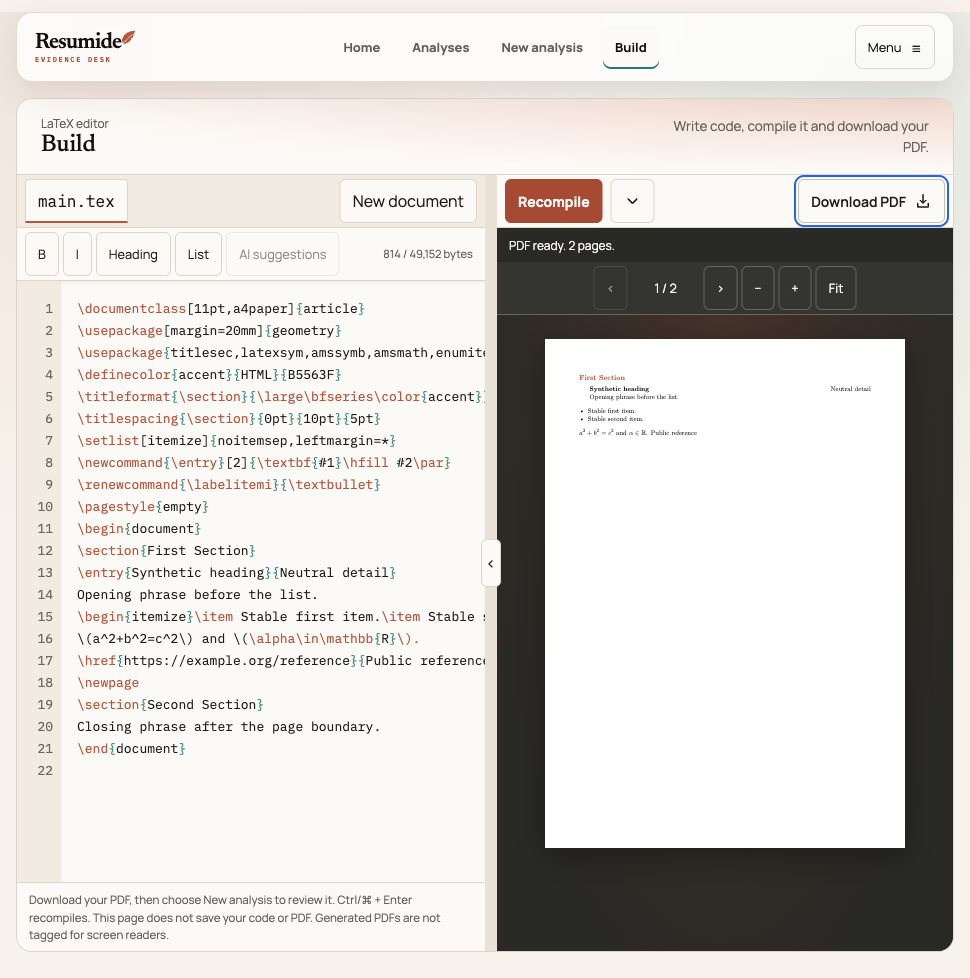 Resumide
EVIDENCE DESK
Home
Analyses
New analysis
Build
Menu ≡
LaTeX editor
Build
Write code, compile it and download your
PDF.
main.tex
New document
Recompile
Download PDF
B
I
Heading
List
AI suggestions
814 / 49,152 bytes
PDF ready. 2 pages.
‹
1 / 2
›
−
+
Fit
1 \documentclass[11pt,a4paper]{article}
2 \usepackage[margin=20mm]{geometry}
3 \usepackage{titlesec,latexsym,amssymb,amsmath,enumite
4 \definecolor{accent}{HTML}{B5563F}
5 \titleformat{\section}{\large\bfseries\color{accent}}
6 \titlespacing{\section}{0pt}{10pt}{5pt}
7 \setlist[itemize]{noitemsep,leftmargin=*}
8 \newcommand{\entry}[2]{\textbf{#1}\hfill #2\par}
9 \renewcommand{\labelitemi}{\textbullet}
10 \pagestyle{empty}
11 \begin{document}
12 \section{First Section}
13 \entry{Synthetic heading}{Neutral detail}
14 Opening phrase before the list.
15 \begin{itemize}\item Stable first item.\item Stable s
16 \(a^2+b^2=c^2\) and \(\alpha\in\mathbb{R}\).
17 \href{https://example.org/reference}{Public reference
18 \newpage
19 \section{Second Section}
20 Closing phrase after the page boundary.
21 \end{document}
22
First Section
Synthetic heading Neutral detail
Opening phrase before the list.
• Stable first item.
• Stable second item.
a² + b² = c² and α ∈ ℝ. Public reference
‹
Download your PDF, then choose New analysis to review it. Ctrl/⌘ + Enter
recompiles. This page does not save your code or PDF. Generated PDFs are not
tagged for screen readers.